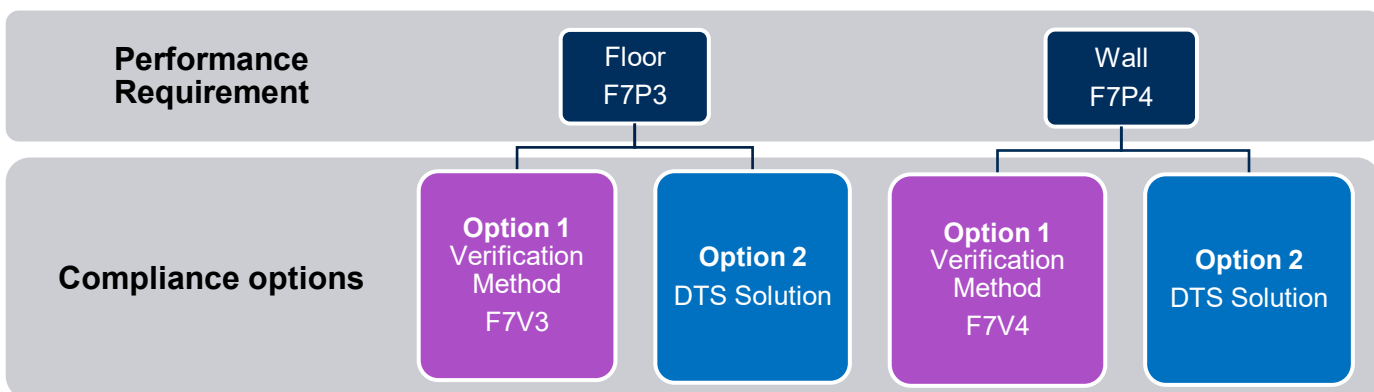 Performance
Requirement
Floor
F7P3
Wall
F7P4
Compliance options
Option 1
Verification
Method
F7V3
Option 2
DTS Solution
Option 1
Verification
Method
F7V4
Option 2
DTS Solution